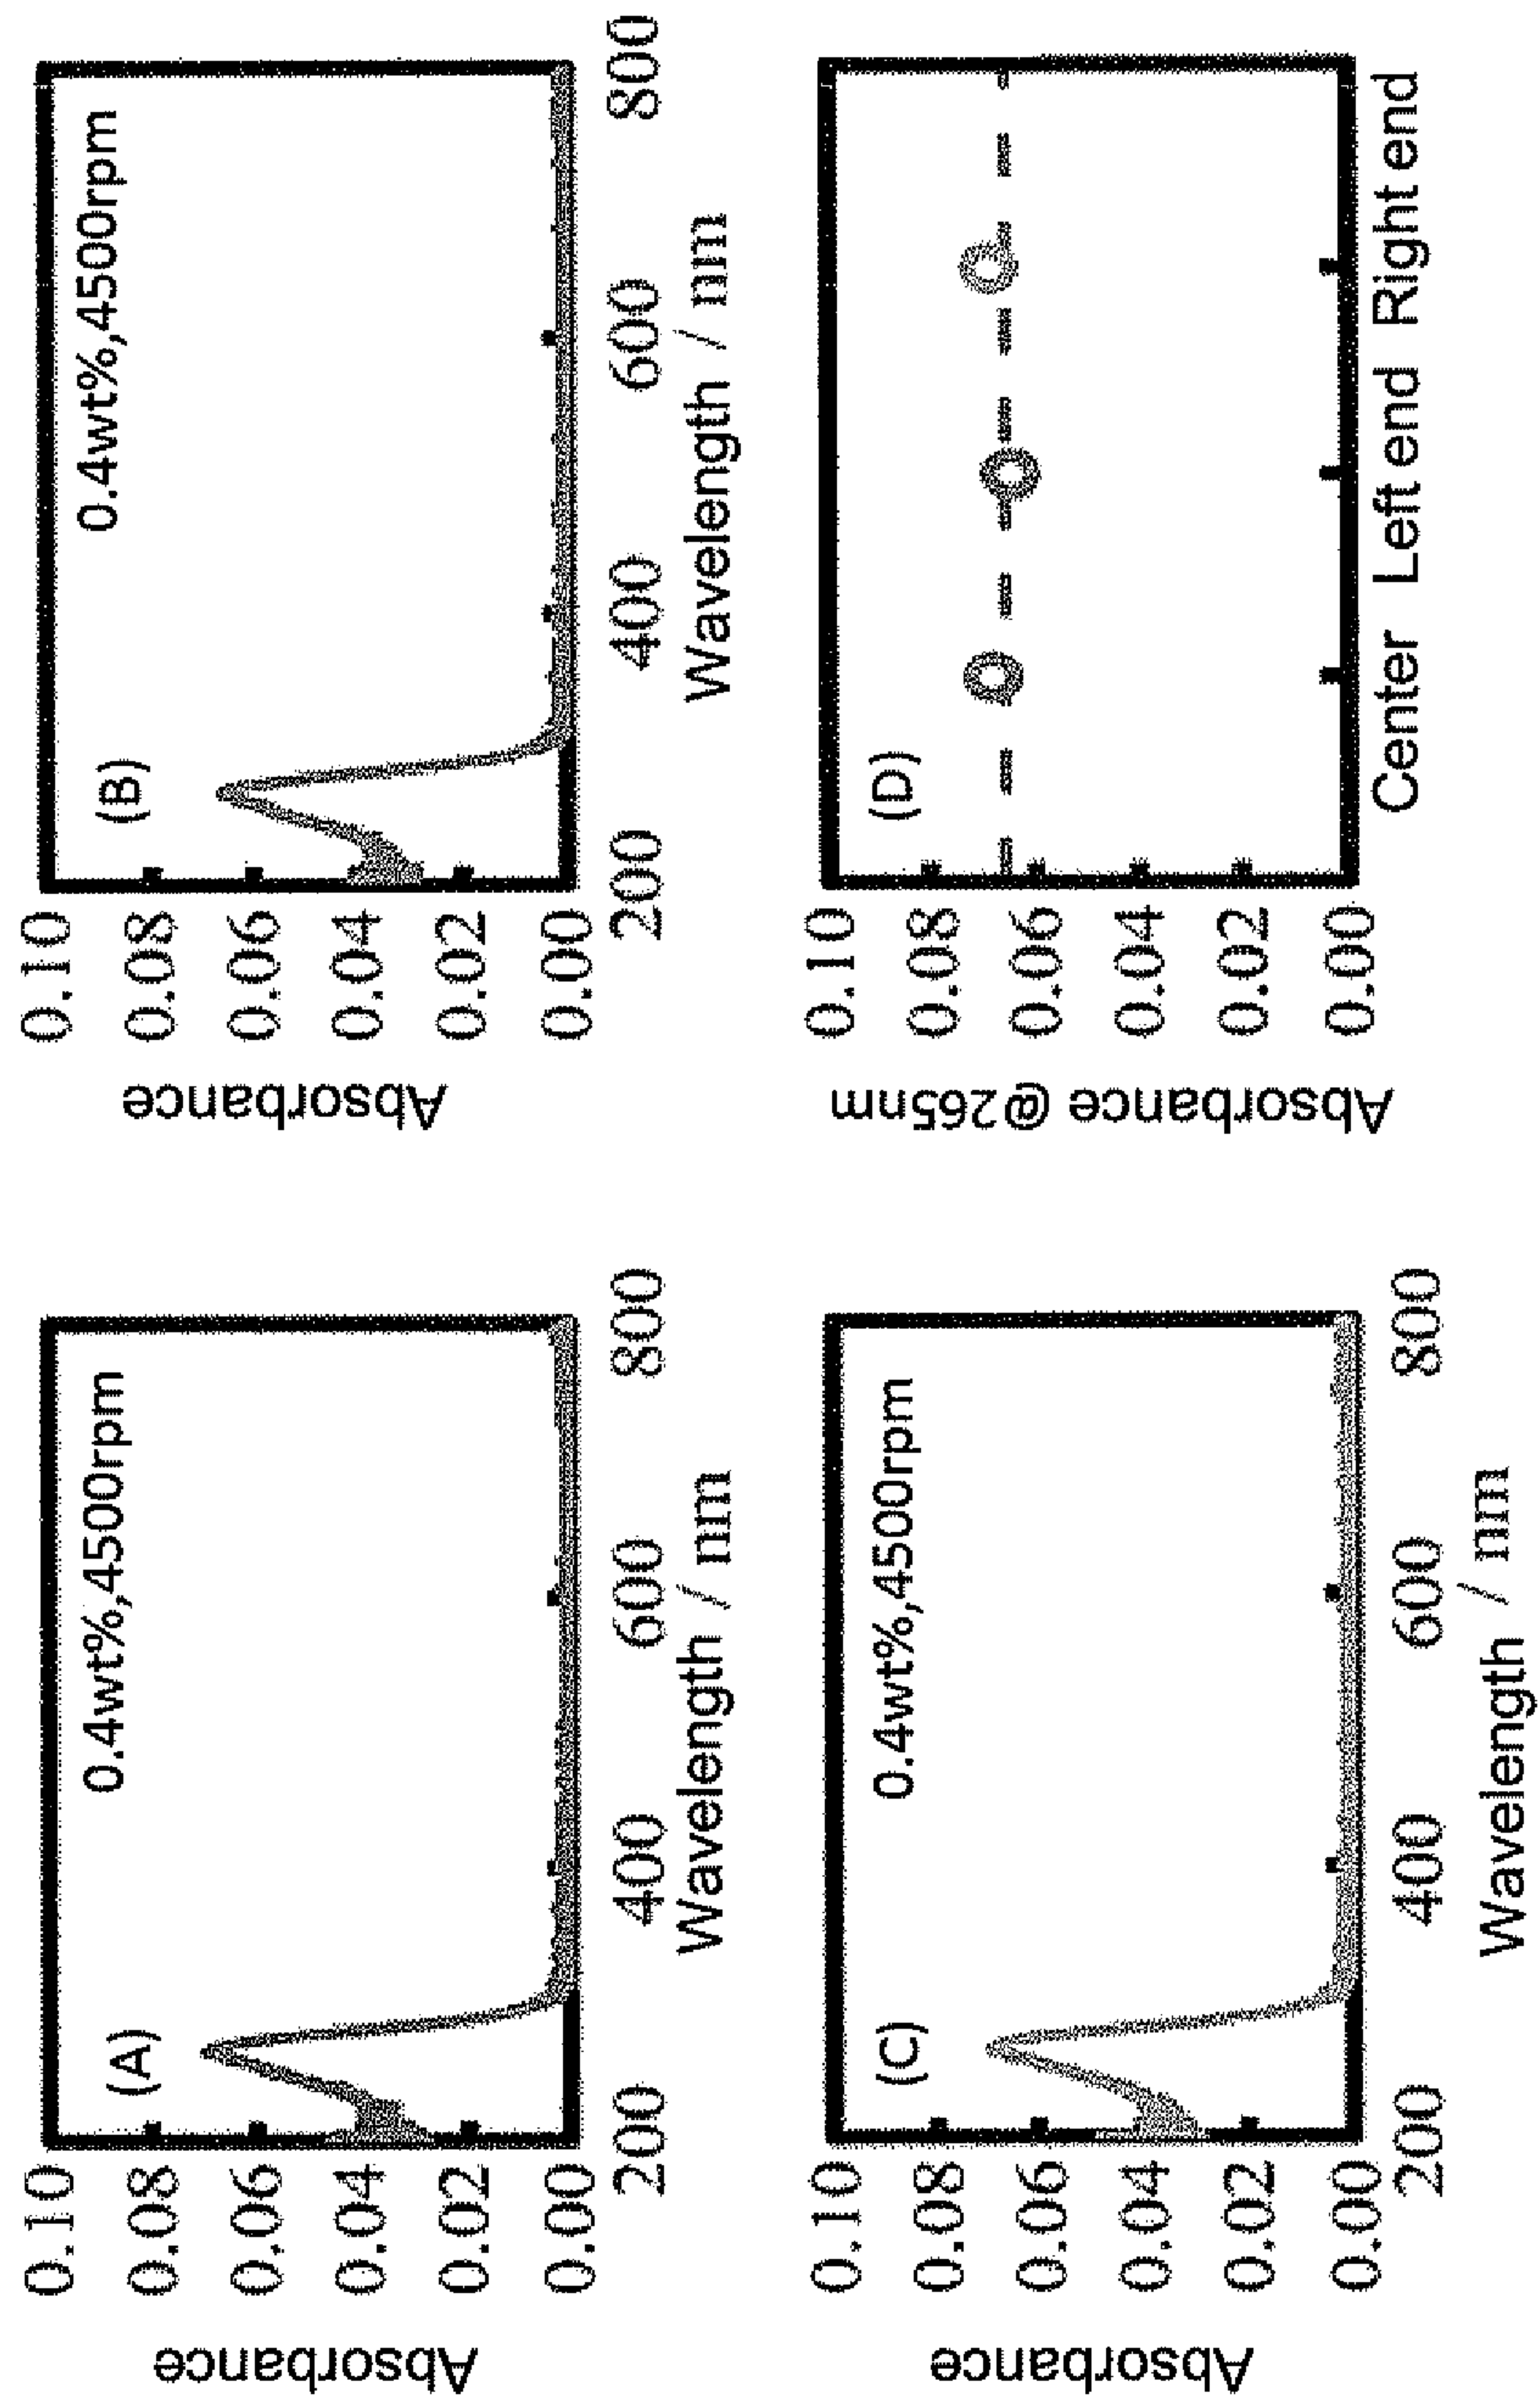 (A)
0.4wt%,4500rpm
Absorbance
0.10
0.08
0.06
0.04
0.02
0.00
200
400
600
800
Wavelength / nm
(B)
0.4wt%,4500rpm
Absorbance
0.10
0.08
0.06
0.04
0.02
0.00
200
400
600
800
Wavelength / nm
(C)
0.4wt%,4500rpm
Absorbance
0.10
0.08
0.06
0.04
0.02
0.00
200
400
600
800
Wavelength / nm
(D)
Absorbance @265nm
0.10
0.08
0.06
0.04
0.02
0.00
Center Left end Right end